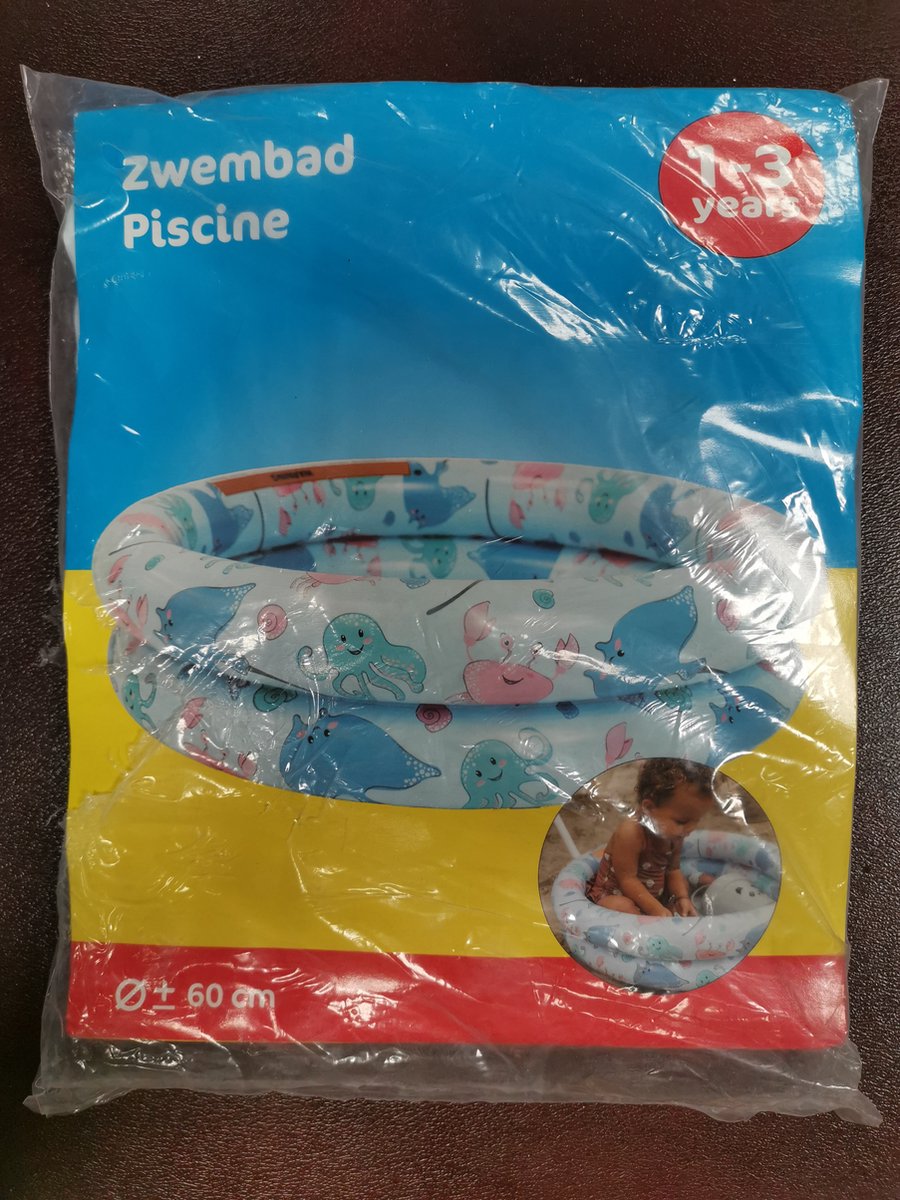 Zwembad
Piscine
1-3
years
Ø ± 60 cm